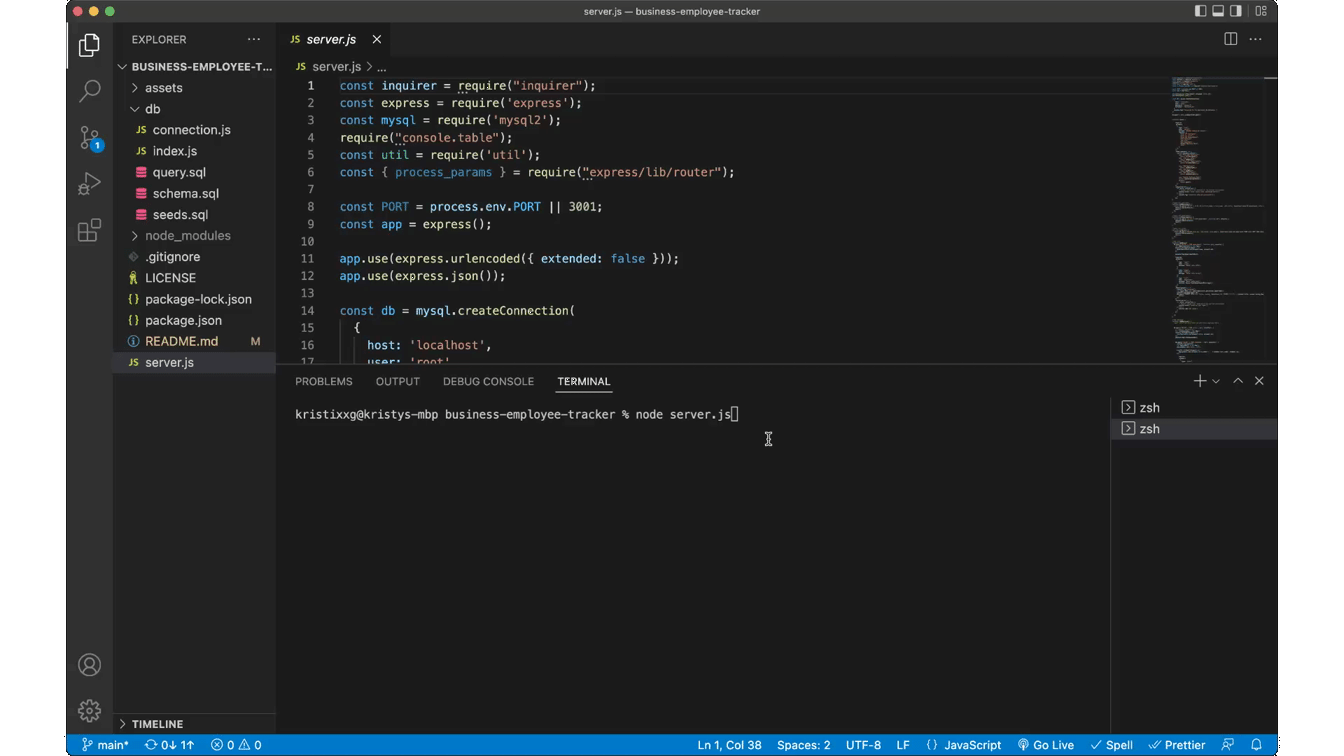 server.js — business-employee-tracker
EXPLORER
BUSINESS-EMPLOYEE-T...
assets
db
JS connection.js
JS index.js
query.sql
schema.sql
seeds.sql
node_modules
.gitignore
LICENSE
{} package-lock.json
{} package.json
README.md M
JS server.js
TIMELINE
1
JS server.js
JS server.js > ...
1 const inquirer = require("inquirer");
2 const express = require('express');
3 const mysql = require('mysql2');
4 require("console.table");
5 const util = require('util');
6 const { process_params } = require("express/lib/router");
7
8 const PORT = process.env.PORT || 3001;
9 const app = express();
10
11 app.use(express.urlencoded({ extended: false }));
12 app.use(express.json());
13
14 const db = mysql.createConnection(
15 {
16 host: 'localhost',
17 user: 'root'
PROBLEMS OUTPUT DEBUG CONSOLE TERMINAL
kristixxg@kristys-mbp business-employee-tracker % node server.js
zsh
zsh
main* 0↓ 1↑ 0 0 Ln 1, Col 38 Spaces: 2 UTF-8 LF {} JavaScript Go Live Spell Prettier